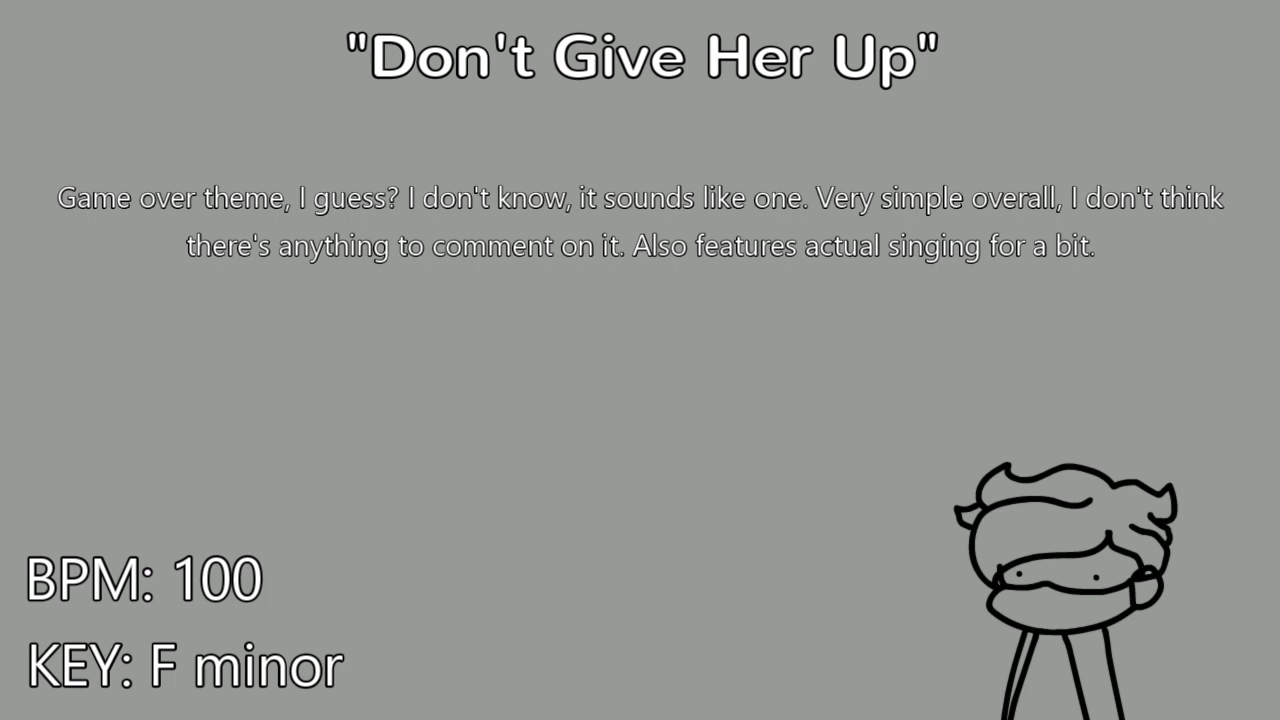 "Don't Give Her Up"
Game over theme, I guess? I don't know, it sounds like one. Very simple overall, I don't think
there's anything to comment on it. Also features actual singing for a bit.
BPM: 100
KEY: F minor